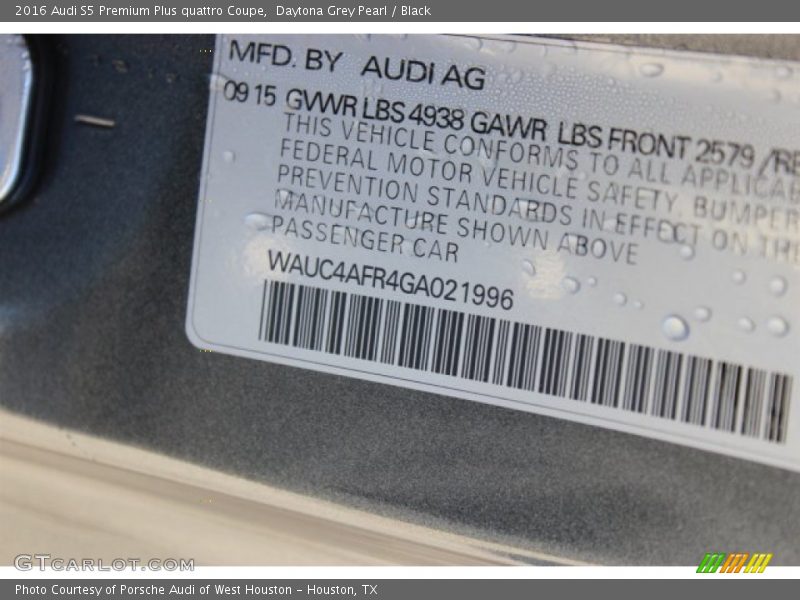 2016 Audi S5 Premium Plus quattro Coupe, Daytona Grey Pearl / Black
MFD. BY AUDI AG
09 15 GVWR LBS 4938 GAWR LBS FRONT 2579 /RE
THIS VEHICLE CONFORMS TO ALL APPLICAB
FEDERAL MOTOR VEHICLE SAFETY, BUMPER
PREVENTION STANDARDS IN EFFECT ON THE
MANUFACTURE SHOWN ABOVE
PASSENGER CAR
WAUC4AFR4GA021996
GTCARLOT.COM
Photo Courtesy of Porsche Audi of West Houston – Houston, TX